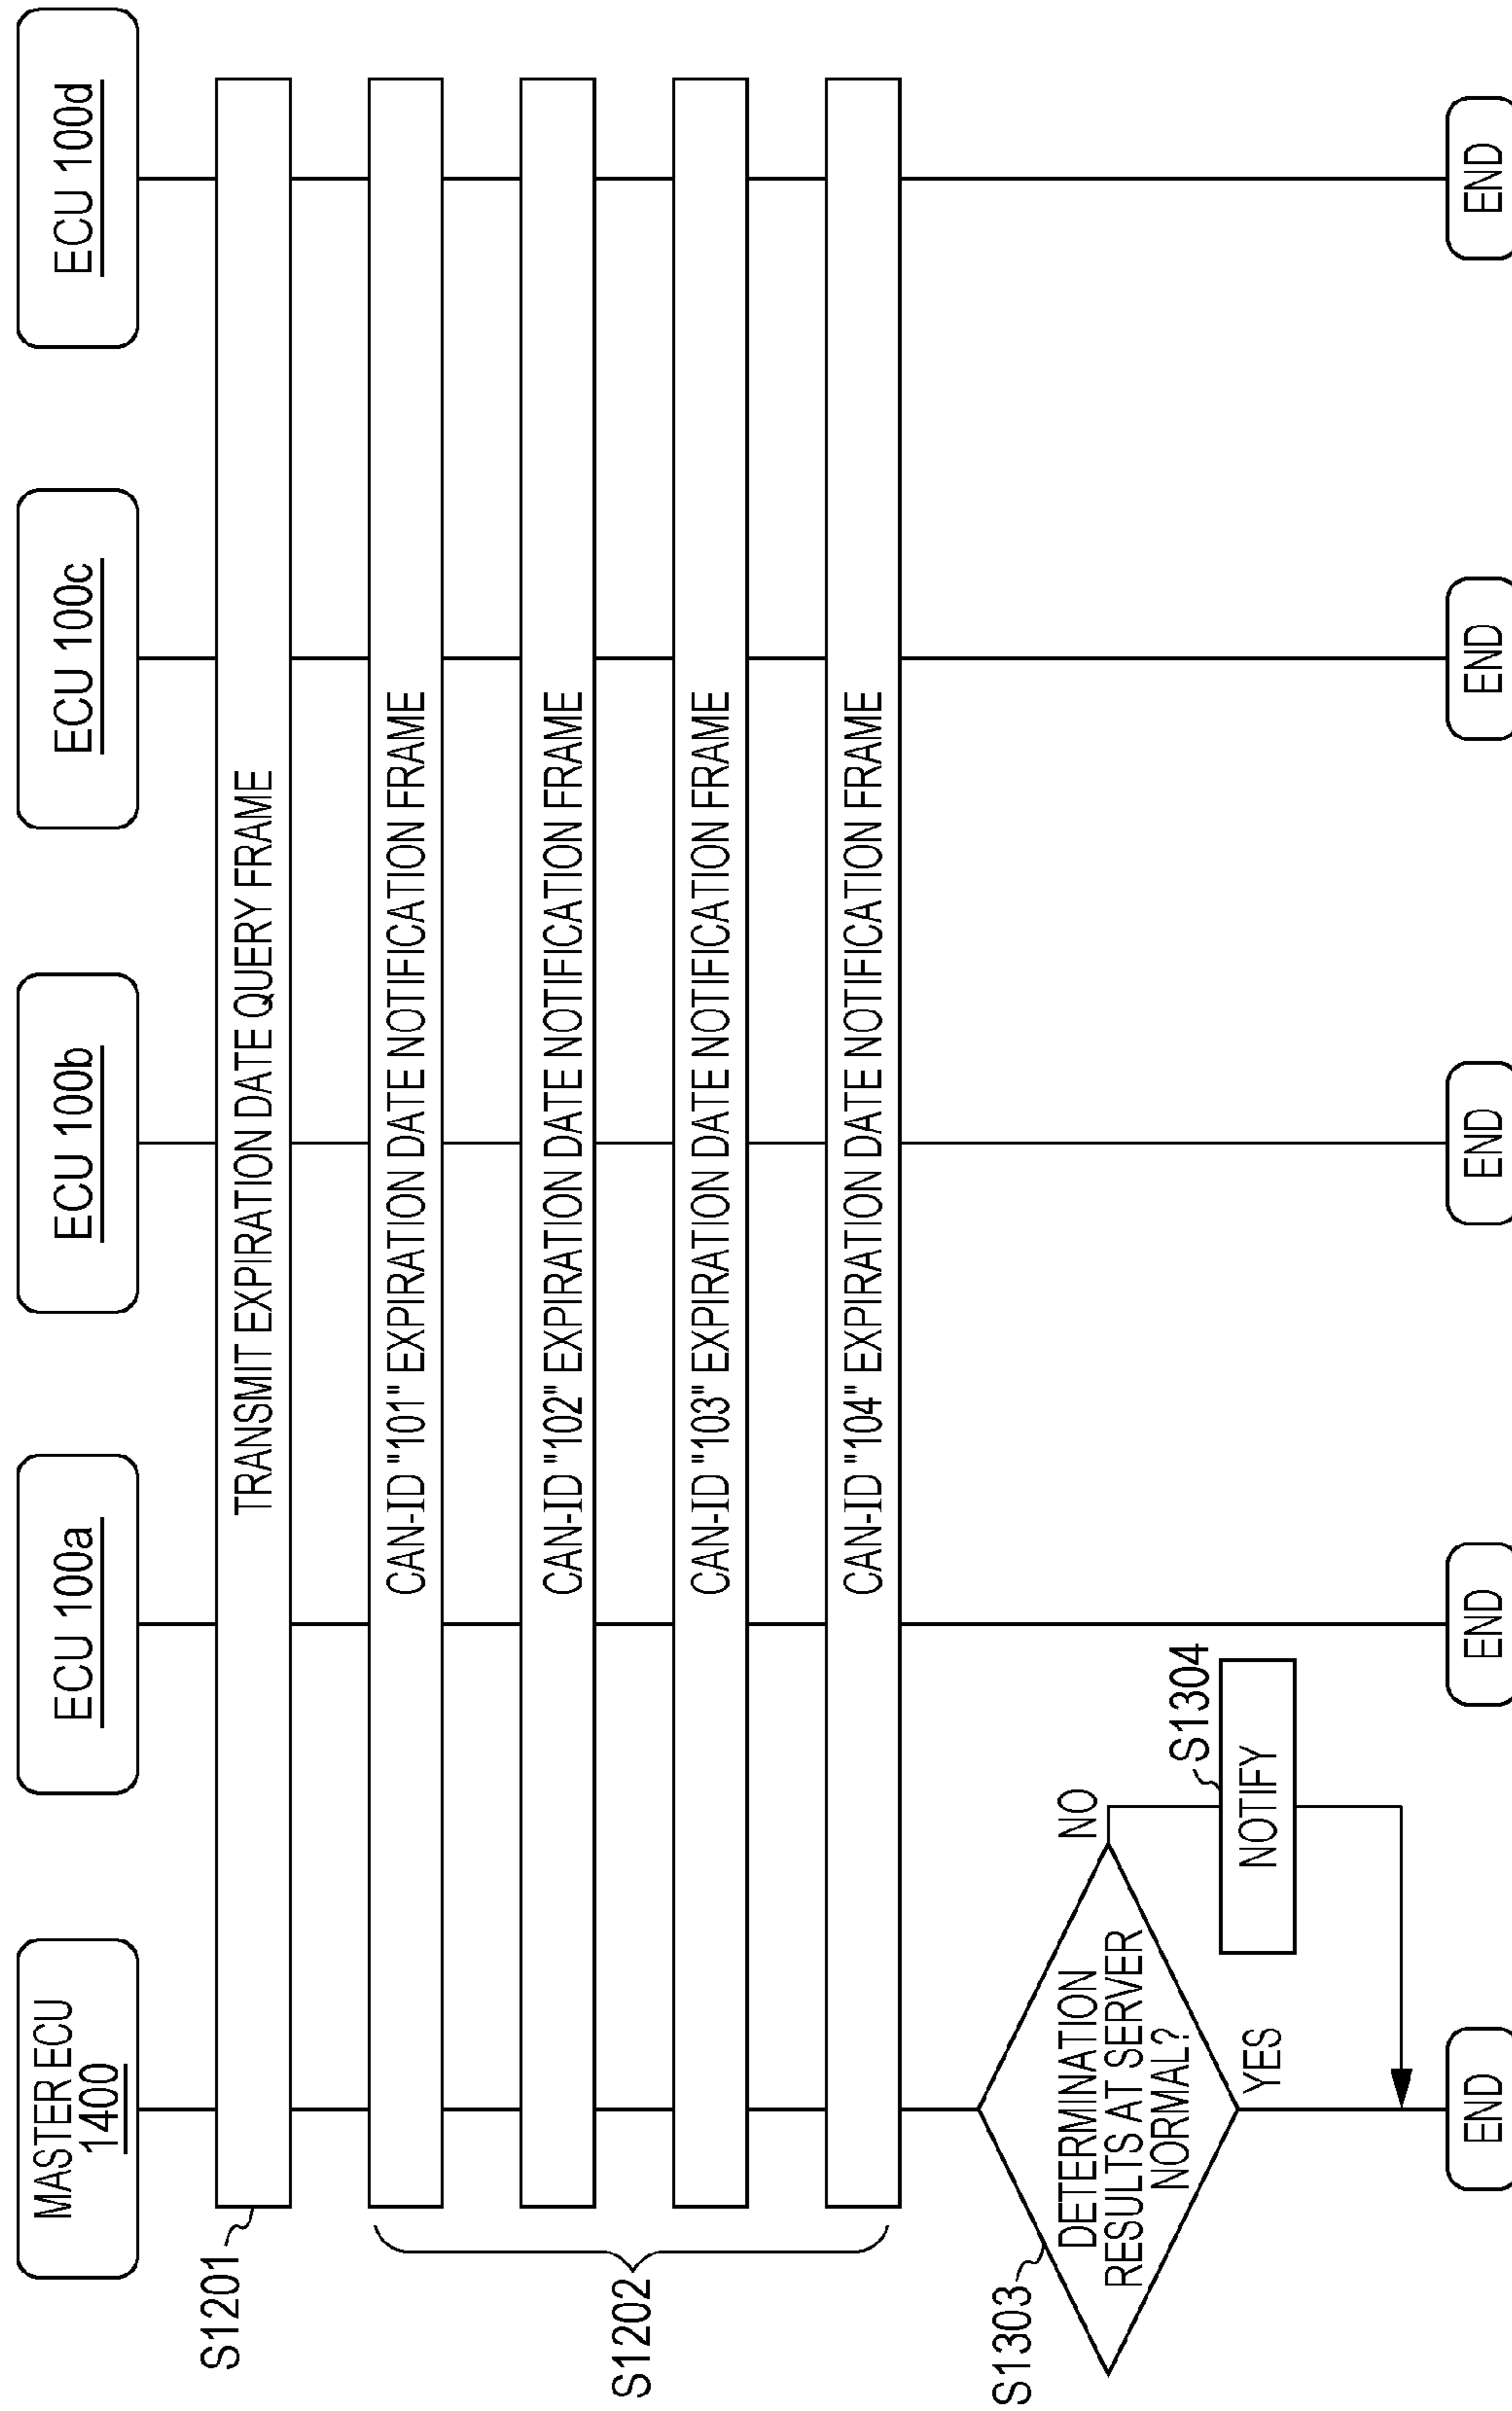 MASTER ECU
1400
ECU 100a
ECU 100b
ECU 100c
ECU 100d
S1201
TRANSMIT EXPIRATION DATE QUERY FRAME
S1202
CAN-ID "101" EXPIRATION DATE NOTIFICATION FRAME
CAN-ID "102" EXPIRATION DATE NOTIFICATION FRAME
CAN-ID "103" EXPIRATION DATE NOTIFICATION FRAME
CAN-ID "104" EXPIRATION DATE NOTIFICATION FRAME
S1303
DETERMINATION
RESULTS AT SERVER
NORMAL?
NO
S1304
NOTIFY
YES
END
END
END
END
END